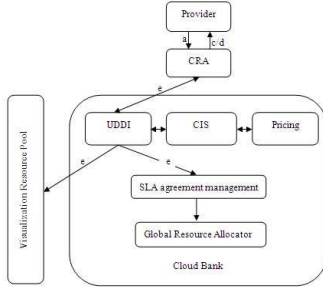 Provider
a
c/d
CRA
e
UDDI
CIS
Pricing
e
e
Visualization Resource Pool
SLA agreement management
Global Resource Allocator
Cloud Bank